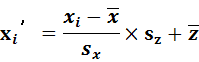 xᵢ′ = (xᵢ − x̅)/sₓ × s_z + z̅